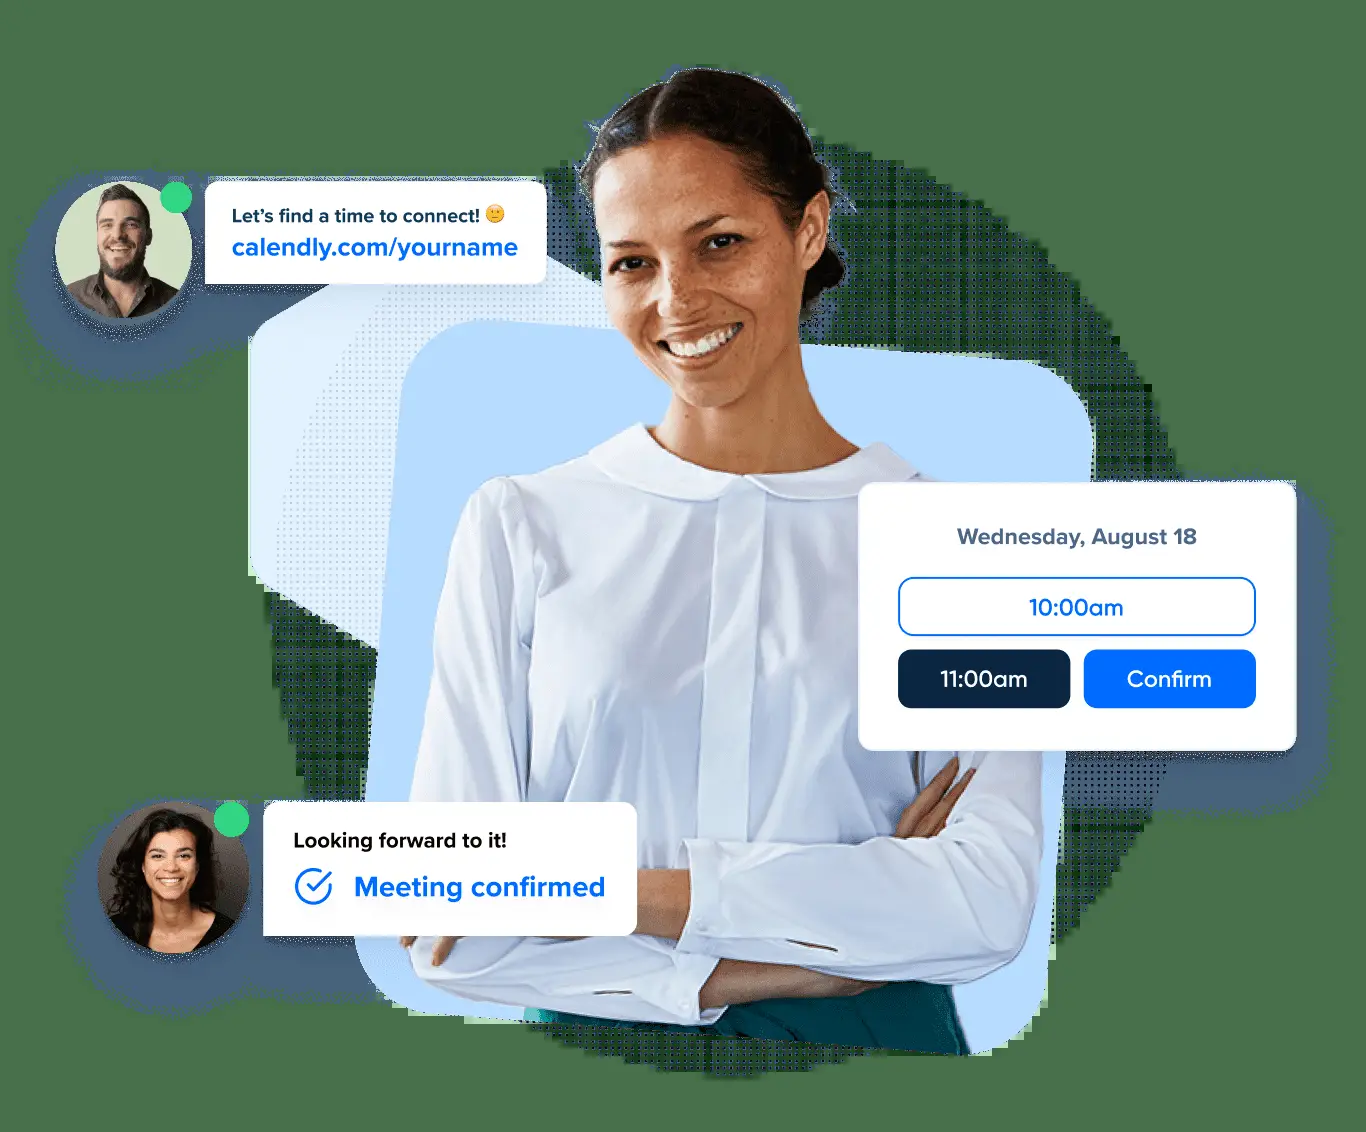 Let's find a time to connect! 🙂
calendly.com/yourname
Wednesday, August 18
10:00am
11:00am
Confirm
Looking forward to it!
Meeting confirmed